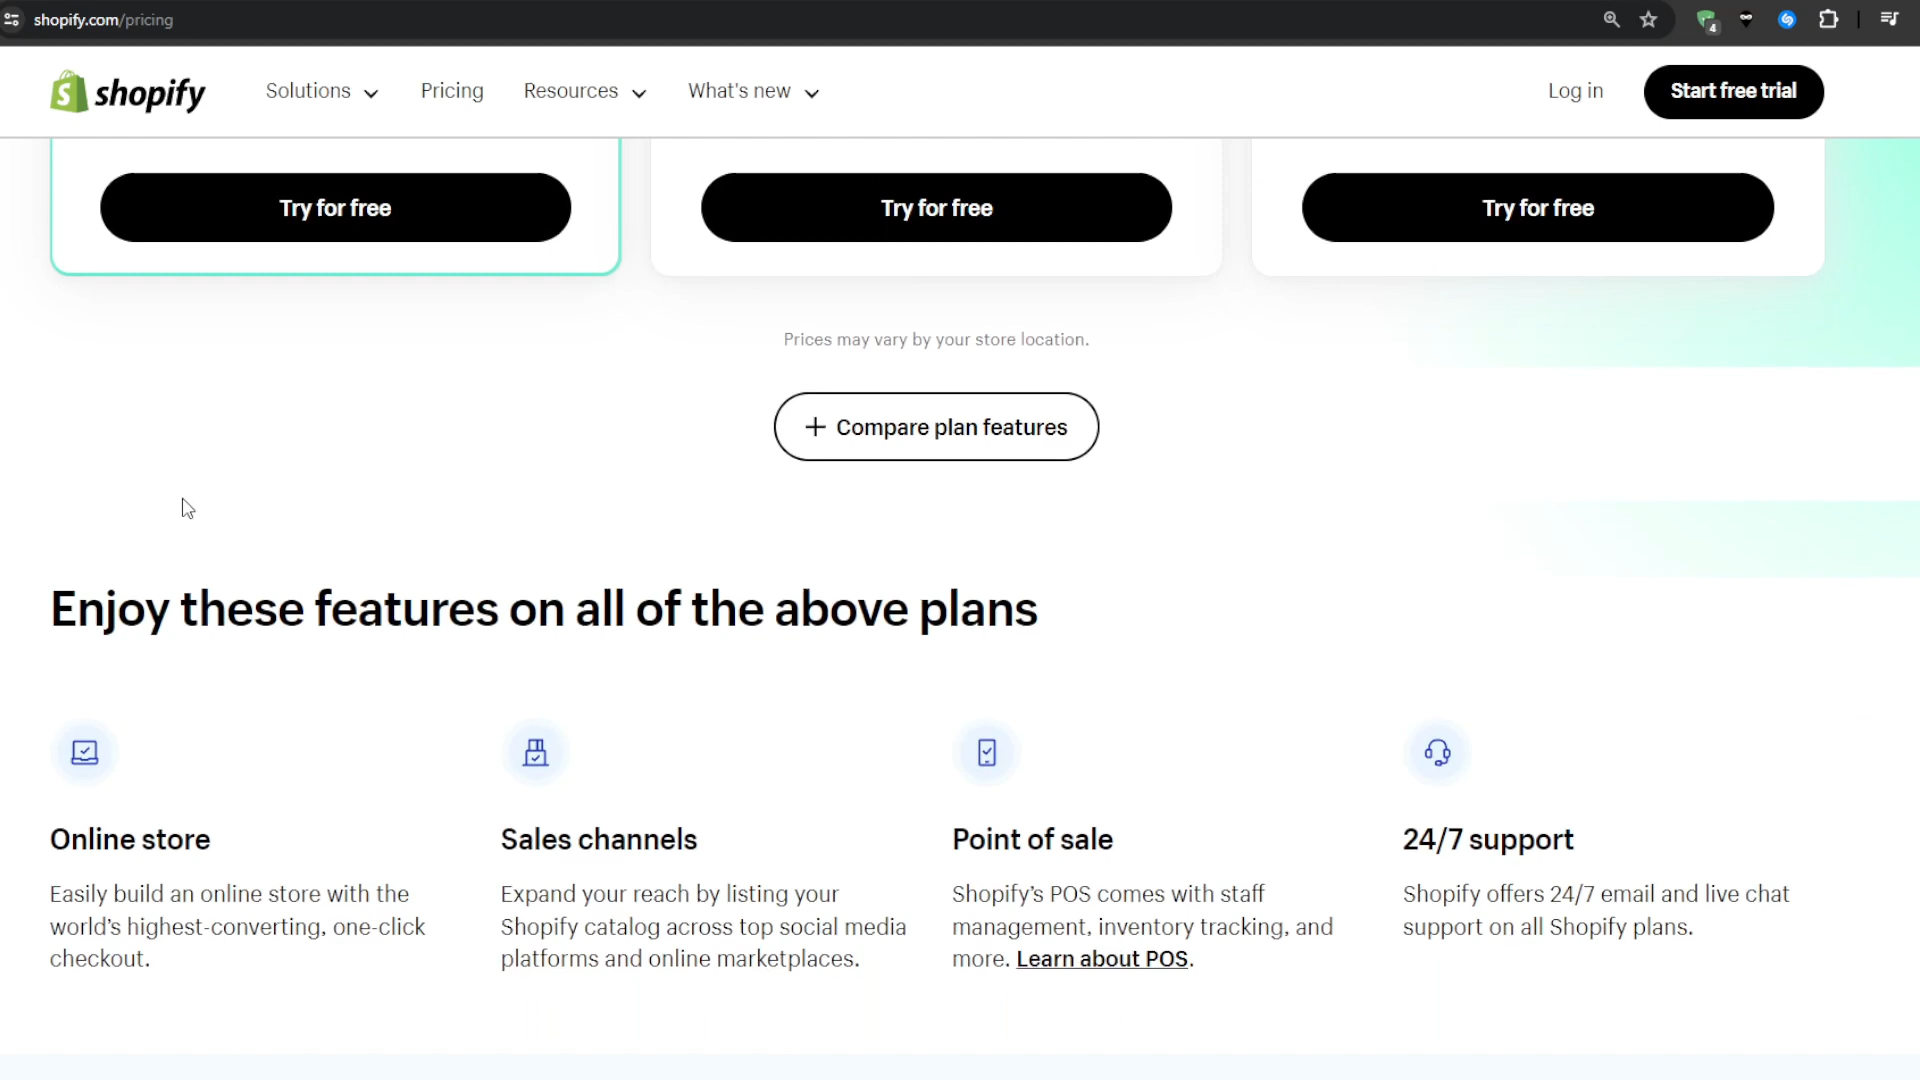 shopify.com/pricing
4
shopify
Solutions
Pricing
Resources
What's new
Log in
Start free trial
Try for free
Try for free
Try for free
Prices may vary by your store location.
+ Compare plan features
Enjoy these features on all of the above plans
Online store
Easily build an online store with the
world’s highest-converting, one-click
checkout.
Sales channels
Expand your reach by listing your
Shopify catalog across top social media
platforms and online marketplaces.
Point of sale
Shopify’s POS comes with staff
management, inventory tracking, and
more. Learn about POS.
24/7 support
Shopify offers 24/7 email and live chat
support on all Shopify plans.